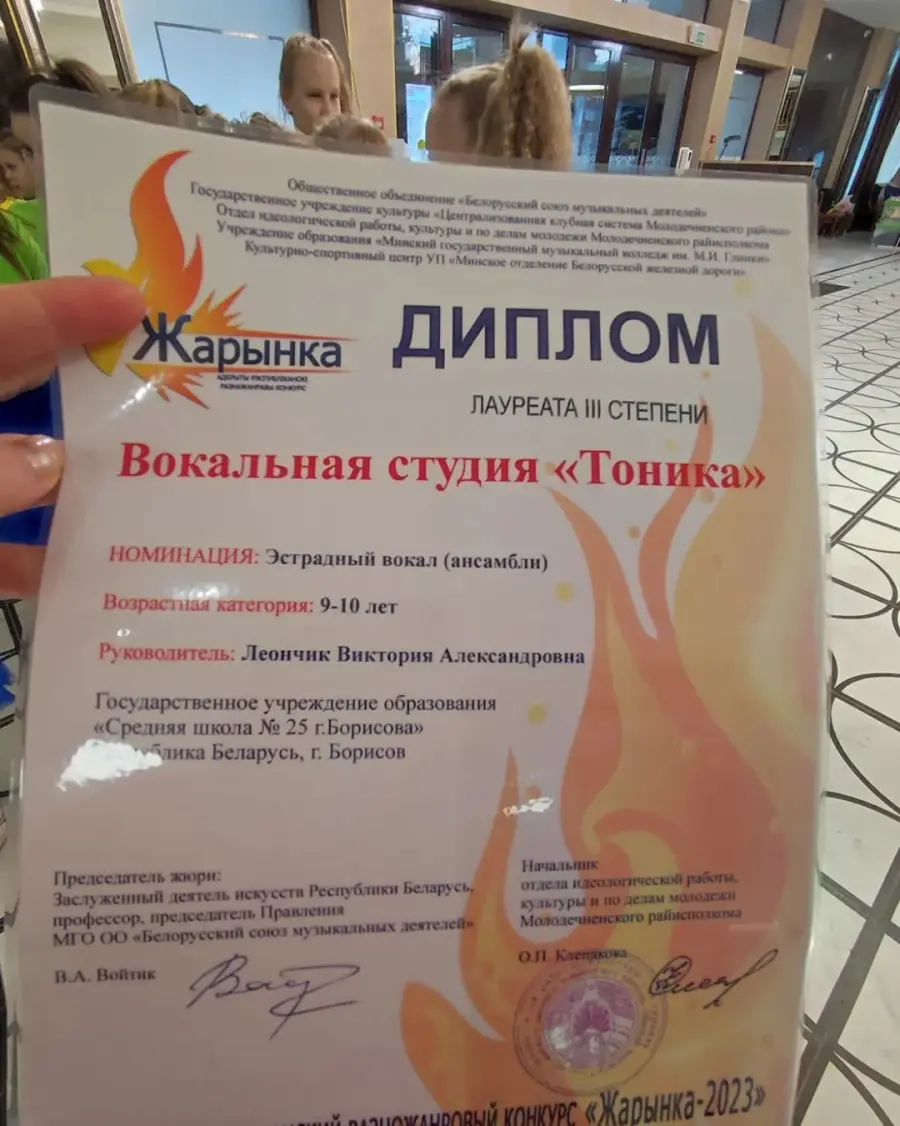 Общественное объединение «Белорусский союз музыкальных деятелей»
Государственное учреждение культуры «Централизованная клубная система Молодечненского района»
Отдел идеологической работы, культуры и по делам молодежи Молодечненского райисполкома
Учреждение образования «Минский государственный музыкальный колледж им. М.И. Глинки»
Культурно-спортивный центр УП «Минское отделение Белорусской железной дороги»
Жарынка
АДКРЫТЫ РЭСПУБЛІКАНСКІ
РАЗНАЖАНРАВЫ КОНКУРС
ДИПЛОМ
ЛАУРЕАТА III СТЕПЕНИ
Вокальная студия «Тоника»
НОМИНАЦИЯ: Эстрадный вокал (ансамбли)
Возрастная категория: 9-10 лет
Руководитель: Леончик Виктория Александровна
Государственное учреждение образования
«Средняя школа № 25 г.Борисова»
Беларусь, г. Борисов
Председатель жюри:
Заслуженный деятель искусств Республики Беларусь,
профессор, председатель Правления
МГО ОО «Белорусский союз музыкальных деятелей»
В.А. Войтик
Начальник
отдела идеологической работы,
культуры и по делам молодежи
Молодечненского райисполкома
О.П. Клепакова
РАЗНОЖАНРОВЫЙ КОНКУРС «Жарынка-2023»